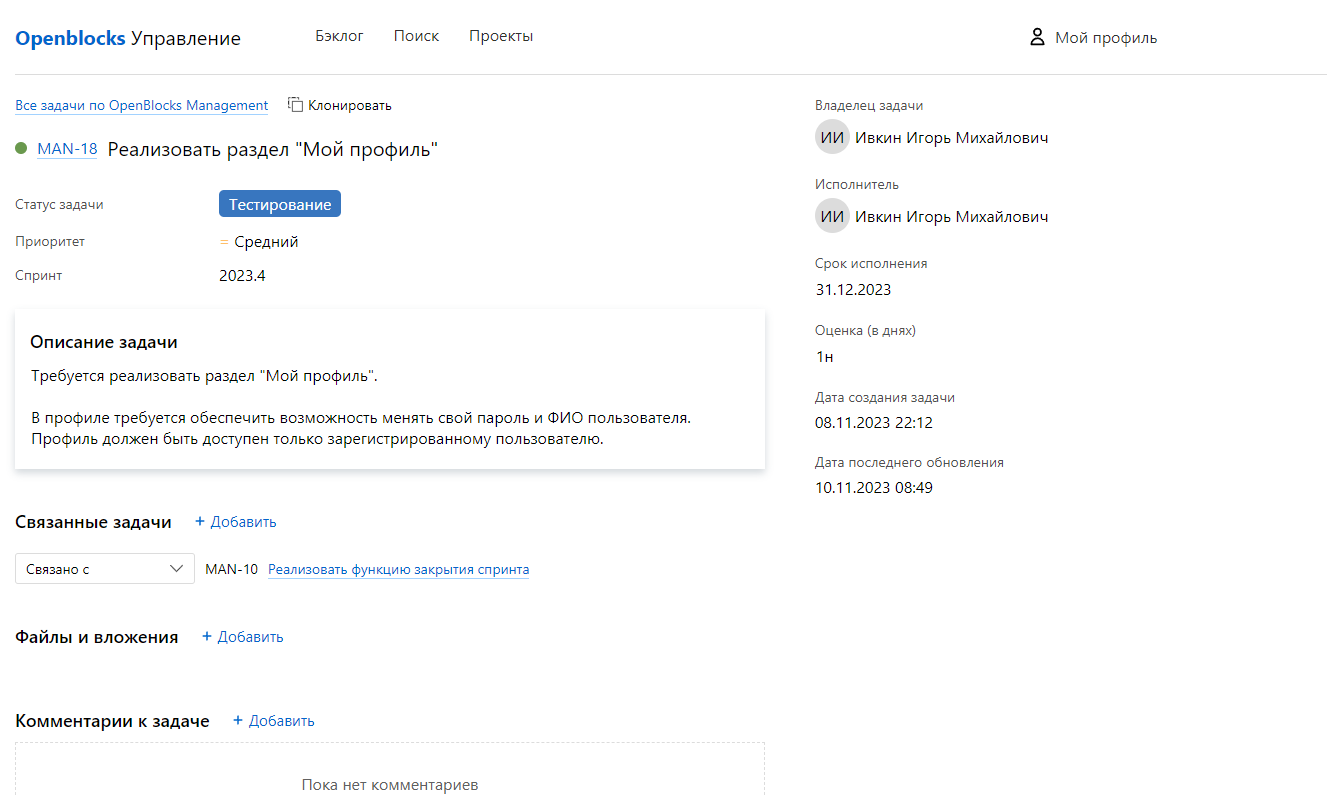 Openblocks Управление
Бэклог
Поиск
Проекты
Мой профиль
Все задачи по OpenBlocks Management
Клонировать
MAN-18 Реализовать раздел "Мой профиль"
Статус задачи Тестирование
Приоритет = Средний
Спринт 2023.4
Описание задачи
Требуется реализовать раздел "Мой профиль".
В профиле требуется обеспечить возможность менять свой пароль и ФИО пользователя.
Профиль должен быть доступен только зарегистрированному пользователю.
Связанные задачи + Добавить
Связано с MAN-10 Реализовать функцию закрытия спринта
Файлы и вложения + Добавить
Комментарии к задаче + Добавить
Пока нет комментариев
Владелец задачи
ИИ Ивкин Игорь Михайлович
Исполнитель
ИИ Ивкин Игорь Михайлович
Срок исполнения
31.12.2023
Оценка (в днях)
1н
Дата создания задачи
08.11.2023 22:12
Дата последнего обновления
10.11.2023 08:49